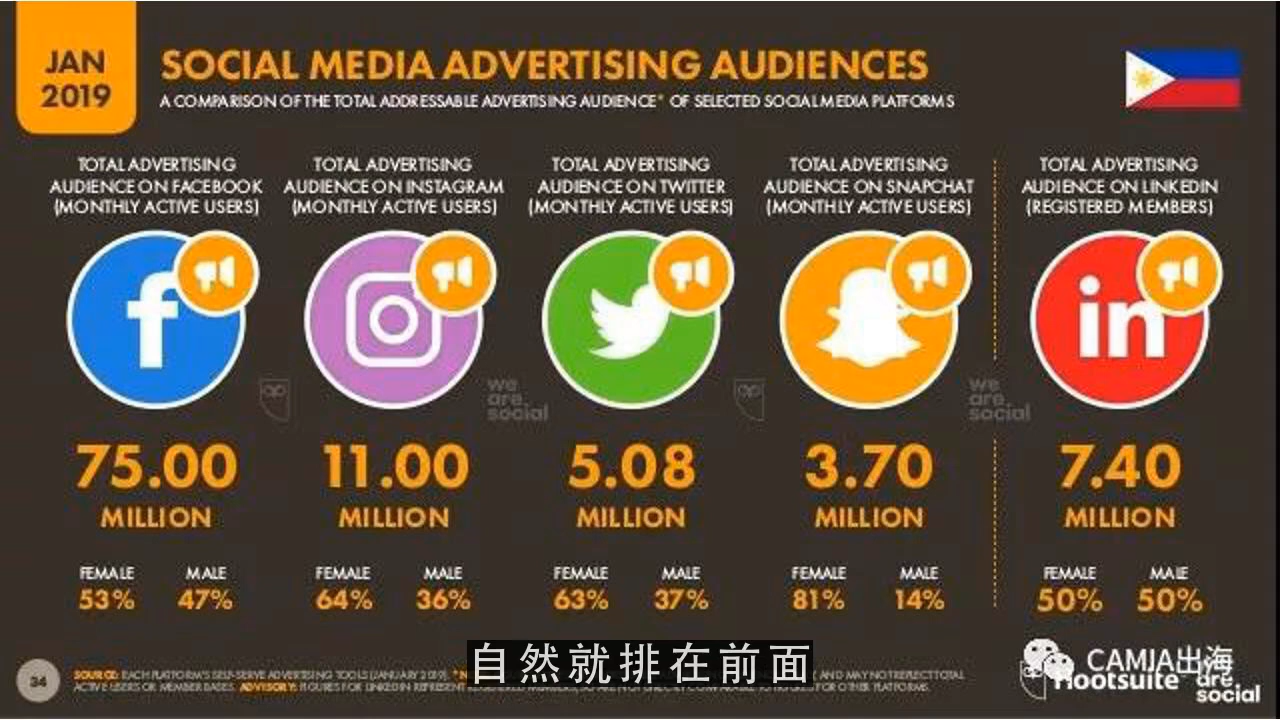 JAN
2019
SOCIAL MEDIA ADVERTISING AUDIENCES
A COMPARISON OF THE TOTAL ADDRESSABLE ADVERTISING AUDIENCE* OF SELECTED SOCIAL MEDIA PLATFORMS
TOTAL ADVERTISING
AUDIENCE ON FACEBOOK
(MONTHLY ACTIVE USERS)
75.00
MILLION
FEMALE MALE
53% 47%
TOTAL ADVERTISING
AUDIENCE ON INSTAGRAM
(MONTHLY ACTIVE USERS)
11.00
MILLION
FEMALE MALE
64% 36%
TOTAL ADVERTISING
AUDIENCE ON TWITTER
(MONTHLY ACTIVE USERS)
5.08
MILLION
FEMALE MALE
63% 37%
TOTAL ADVERTISING
AUDIENCE ON SNAPCHAT
(MONTHLY ACTIVE USERS)
3.70
MILLION
FEMALE MALE
81% 14%
TOTAL ADVERTISING
AUDIENCE ON LINKEDIN
(REGISTERED MEMBERS)
in
7.40
MILLION
FEMALE MALE
50% 50%
we
are
social
we
are
social
自然就排在前面
34
SOURCE: EACH PLATFORM'S SELF-SERVE ADVERTISING TOOLS (JANUARY 2019). AND MAY NOT REFLECT TOTAL
ACTIVE USERS OR MEMBER BASES. ADVISORY: FIGURES FOR LINKEDIN REPRESENT FOR OTHER PLATFORMS.
CAMIA出海
Hootsuite
are
social